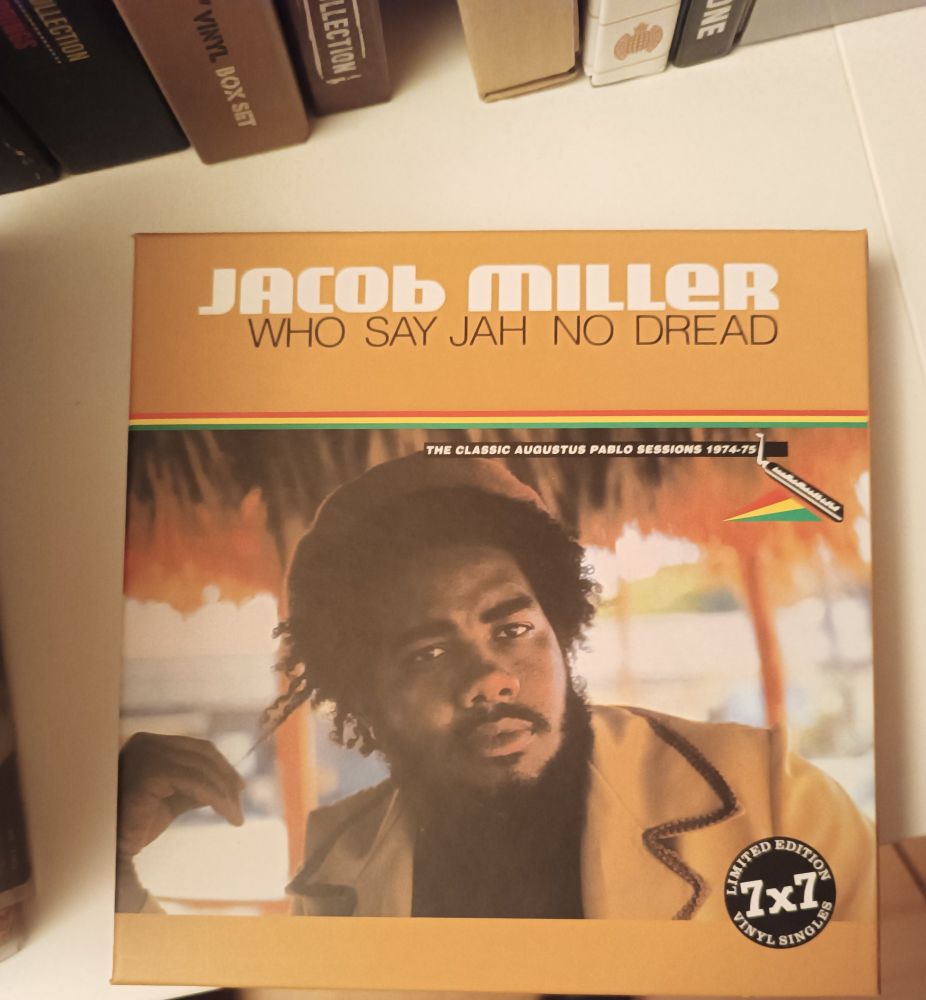 COLLECTION
VINYL BOX SET
COLLECTION
ONE
JACOB MILLER
WHO SAY JAH NO DREAD
THE CLASSIC AUGUSTUS PABLO SESSIONS 1974-75
LIMITED EDITION
7x7
VINYL SINGLES